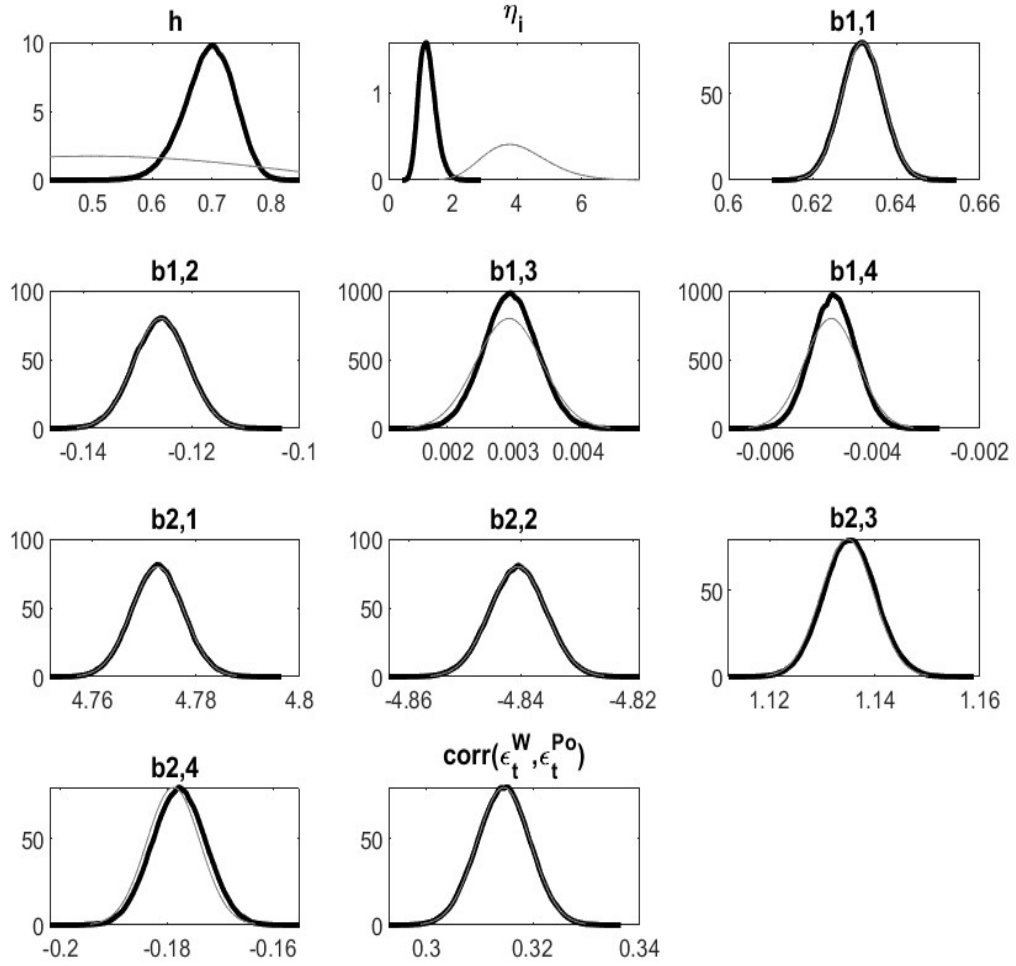 h
10
5
0
0.5 0.6 0.7 0.8
η_i
1
0
0 2 4 6
b1,1
50
0
0.6 0.62 0.64 0.66
b1,2
100
50
0
-0.14 -0.12 -0.1
b1,3
1000
500
0
0.002 0.003 0.004
b1,4
1000
500
0
-0.006 -0.004 -0.002
b2,1
100
50
0
4.76 4.78 4.8
b2,2
100
50
0
-4.86 -4.84 -4.82
b2,3
50
0
1.12 1.14 1.16
b2,4
50
0
-0.2 -0.18 -0.16
corr(ϵ_t^W,ϵ_t^Po)
50
0
0.3 0.32 0.34